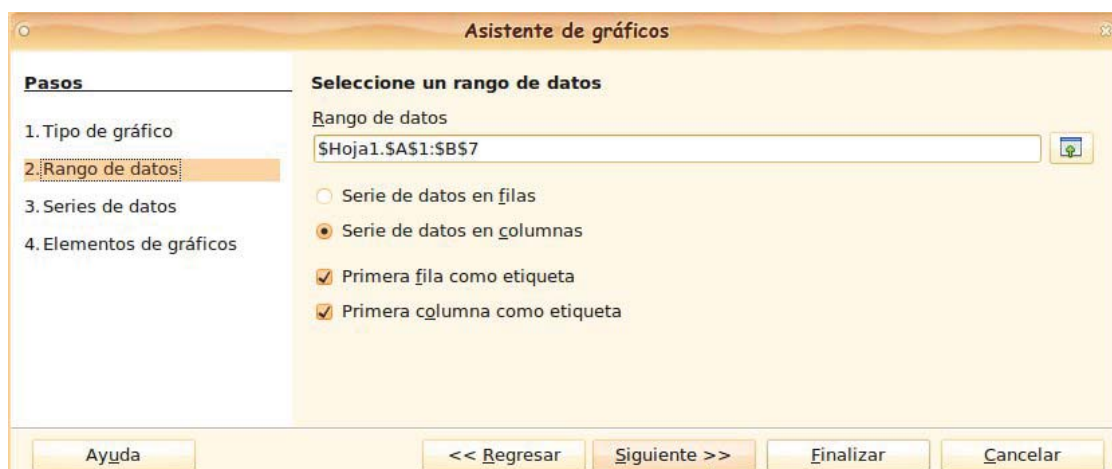 Asistente de gráficos
Pasos
1. Tipo de gráfico
2. Rango de datos
3. Series de datos
4. Elementos de gráficos
Seleccione un rango de datos
Rango de datos
$Hoja1.$A$1:$B$7
Serie de datos en filas
Serie de datos en columnas
Primera fila como etiqueta
Primera columna como etiqueta
Ayuda
<< Regresar
Siguiente >>
Finalizar
Cancelar